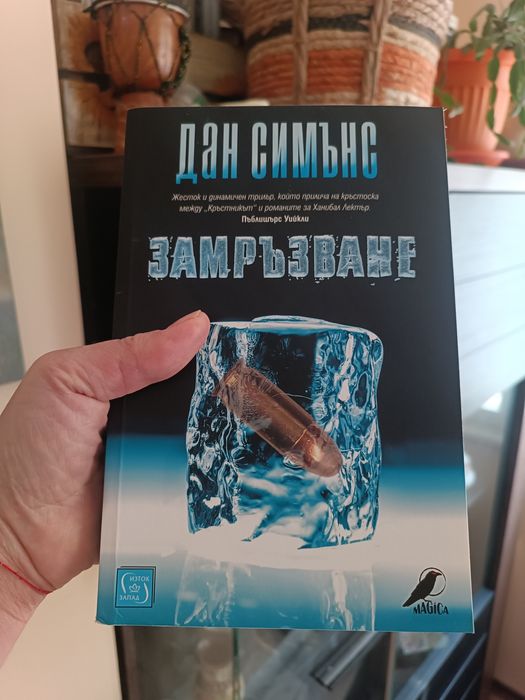 Дан СИМЪНС
Жесток и динамичен трилър, който прилича на кръстоска
между „Кръстникът“ и романите за Ханибал Лектър.
Пъблишърс Уийкли
ЗАМРЪЗВАНЕ
ИЗТОК
ЗАПАД
MAGICA